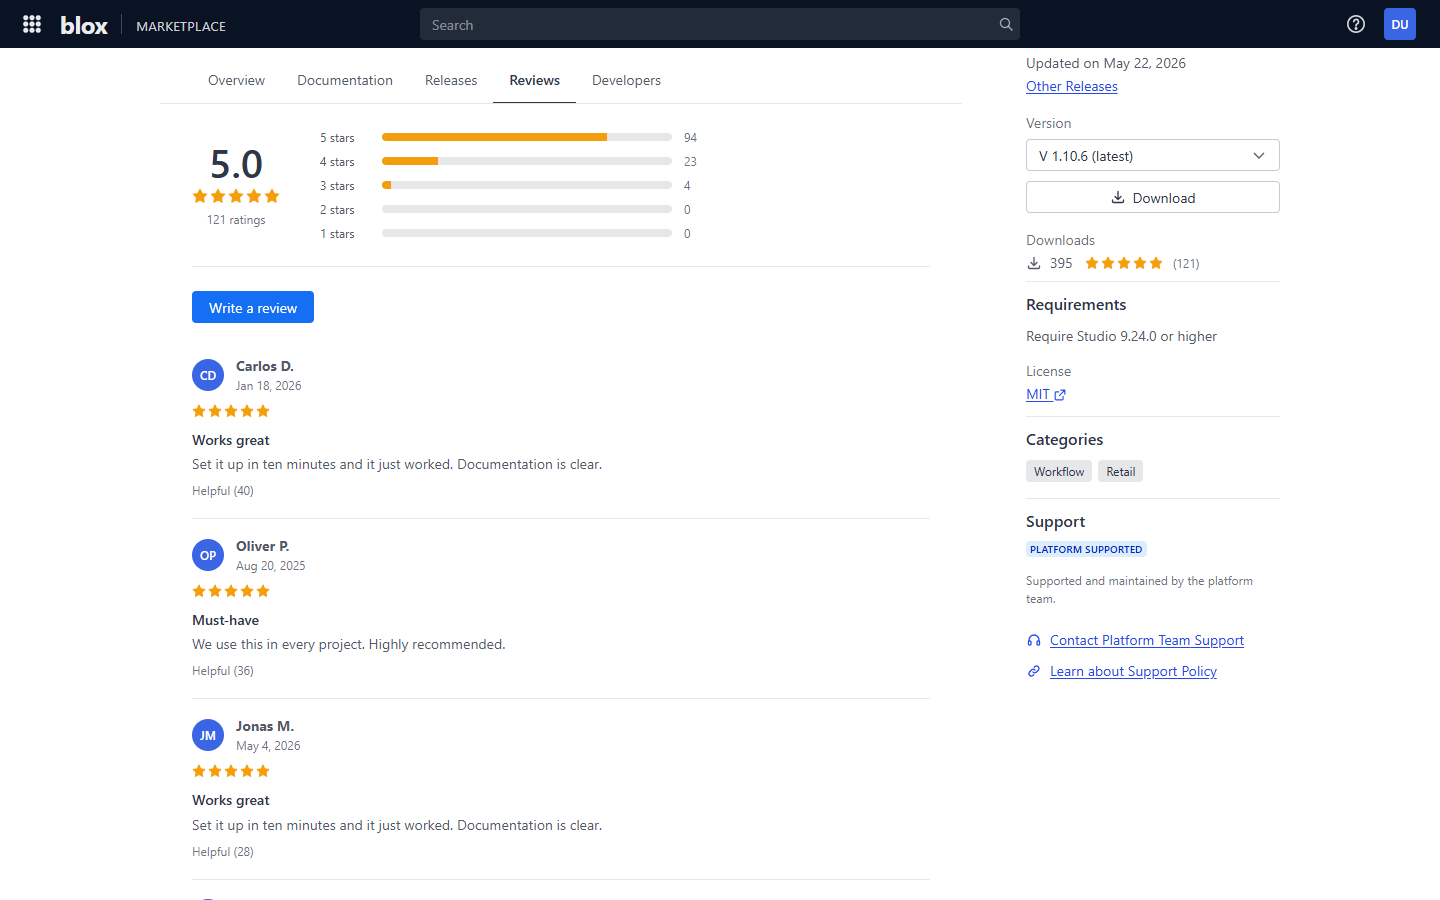 blox
MARKETPLACE
Search
DU
Overview
Documentation
Releases
Reviews
Developers
5.0
121 ratings
5 stars
94
4 stars
23
3 stars
4
2 stars
0
1 stars
0
Write a review
CD
Carlos D.
Jan 18, 2026
Works great
Set it up in ten minutes and it just worked. Documentation is clear.
Helpful (40)
OP
Oliver P.
Aug 20, 2025
Must-have
We use this in every project. Highly recommended.
Helpful (36)
JM
Jonas M.
May 4, 2026
Works great
Set it up in ten minutes and it just worked. Documentation is clear.
Helpful (28)
Updated on May 22, 2026
Other Releases
Version
V 1.10.6 (latest)
Download
Downloads
395
(121)
Requirements
Require Studio 9.24.0 or higher
License
MIT
Categories
Workflow
Retail
Support
PLATFORM SUPPORTED
Supported and maintained by the platform
team.
Contact Platform Team Support
Learn about Support Policy